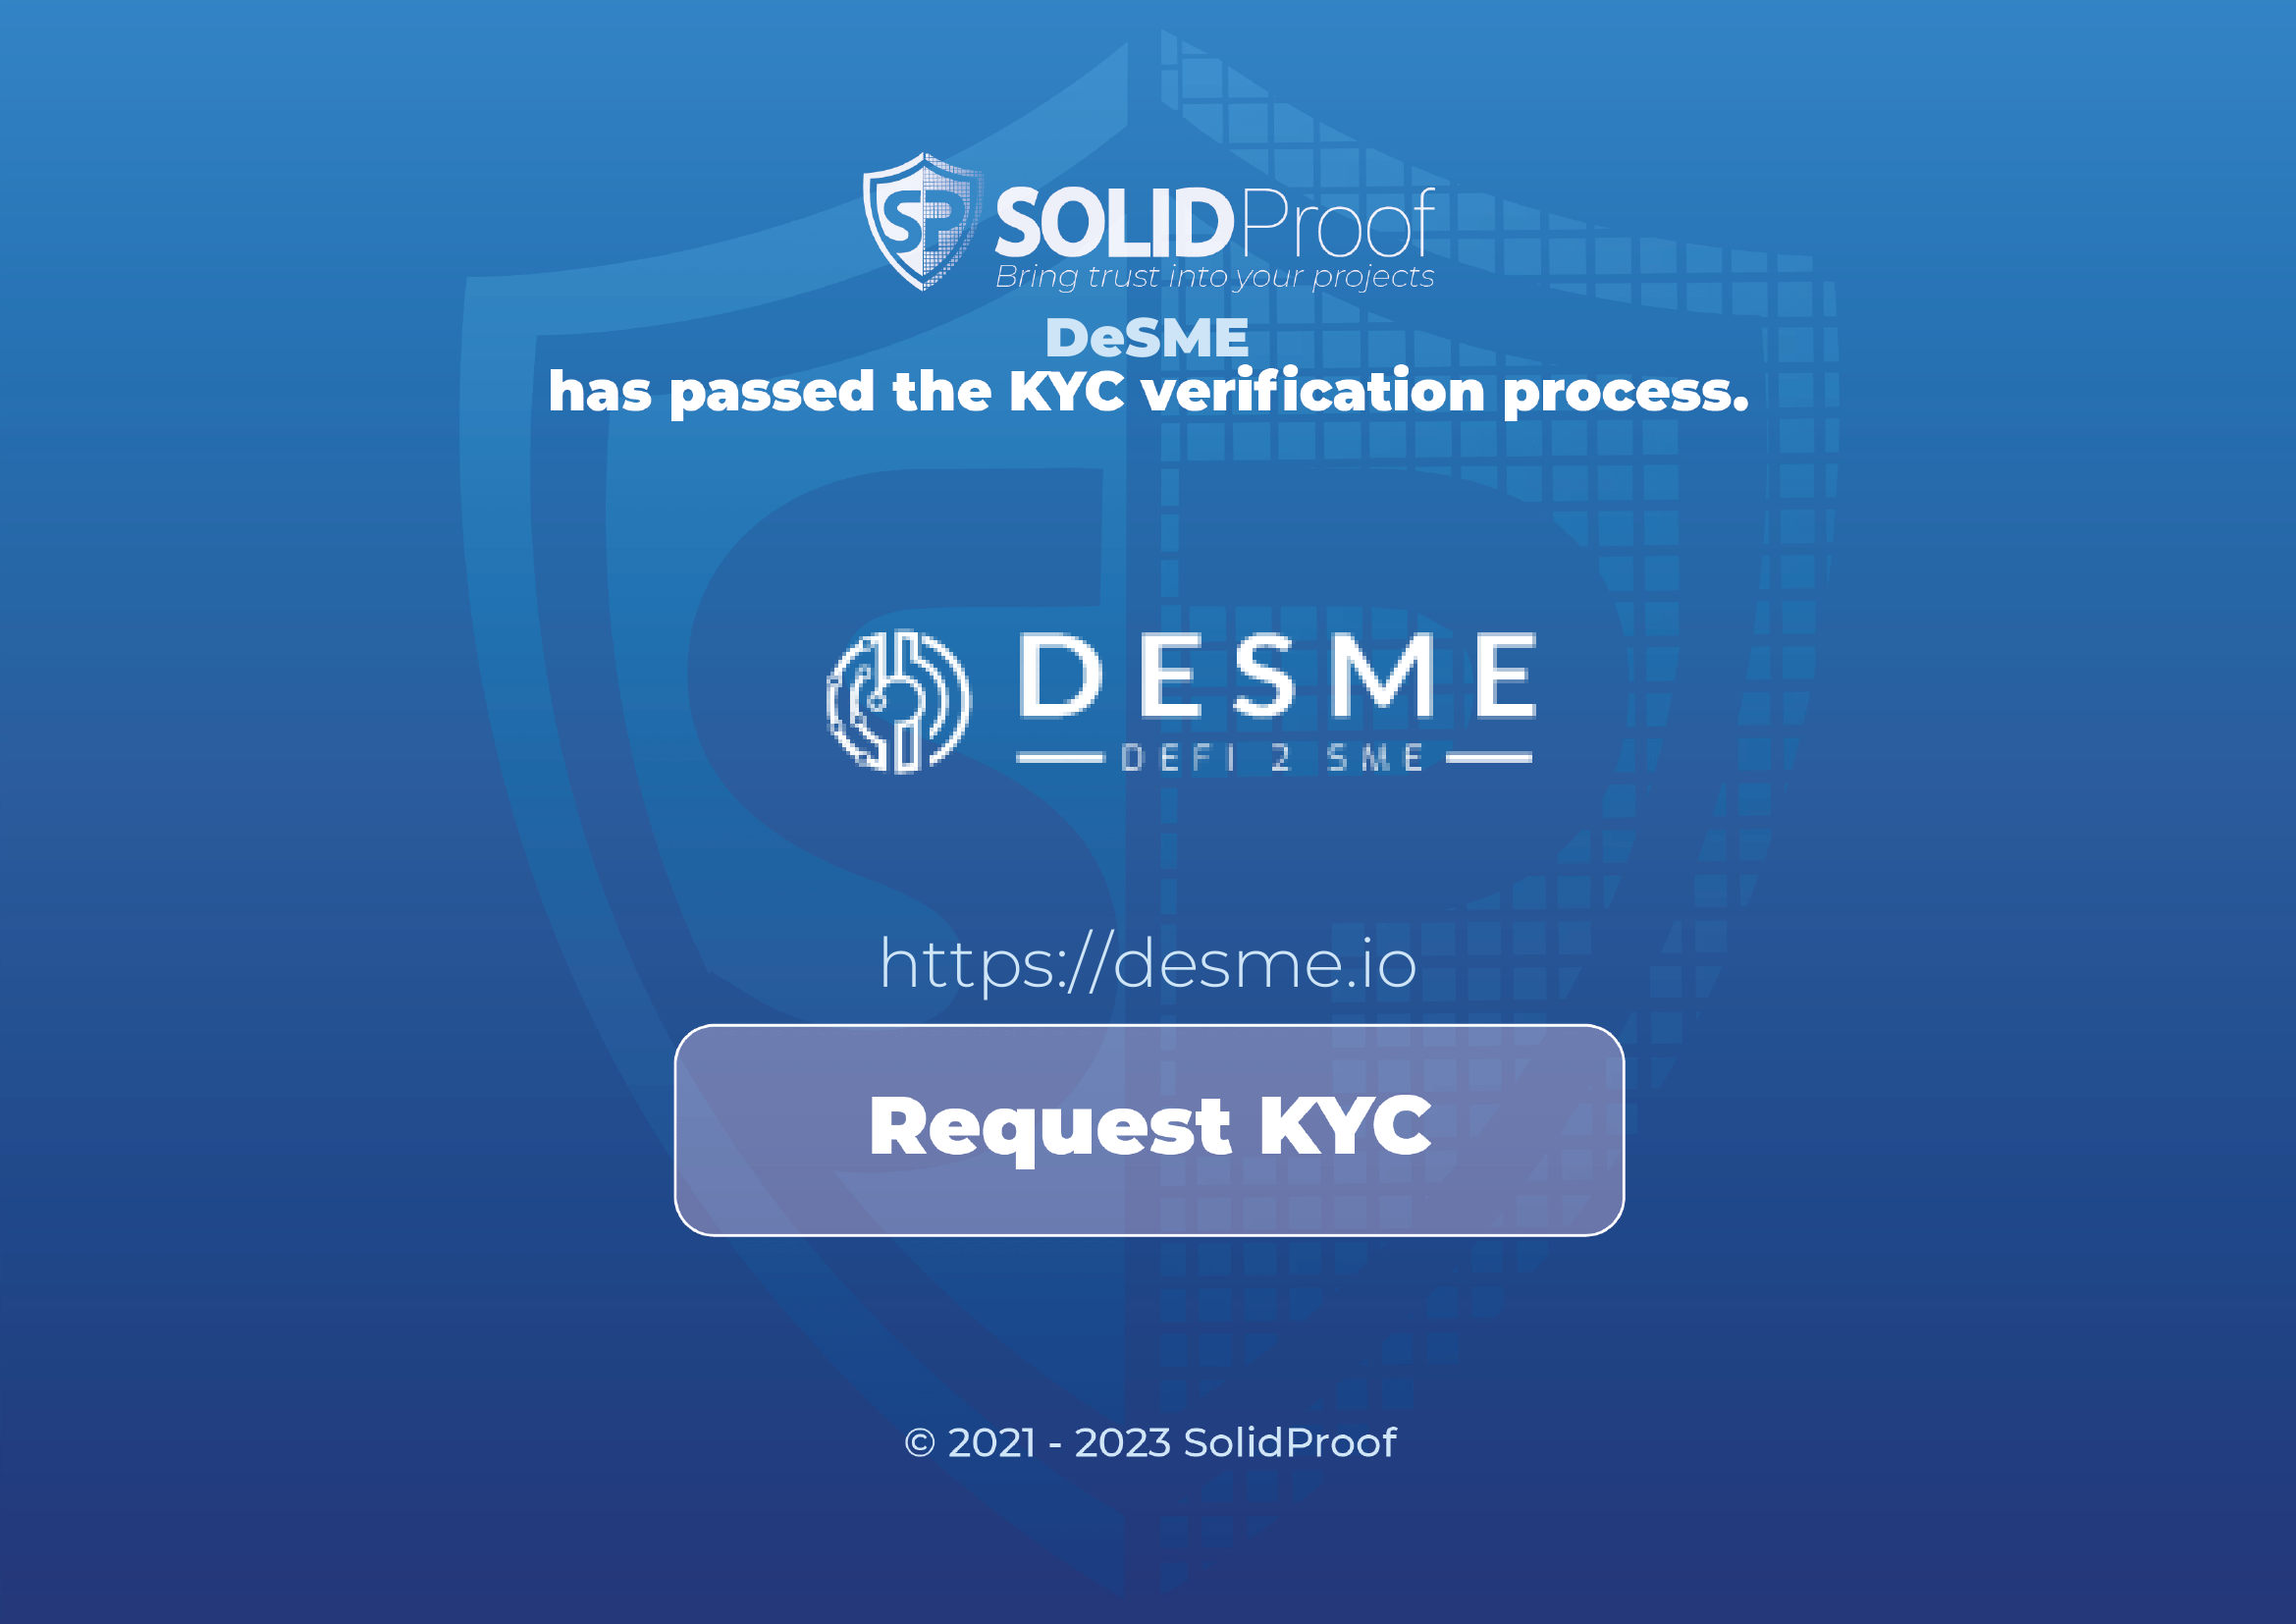 SP SOLIDProof
Bring trust into your projects
DeSME
has passed the KYC verification process.
DESME
DEFI 2 SME
https://desme.io
Request KYC
© 2021 - 2023 SolidProof